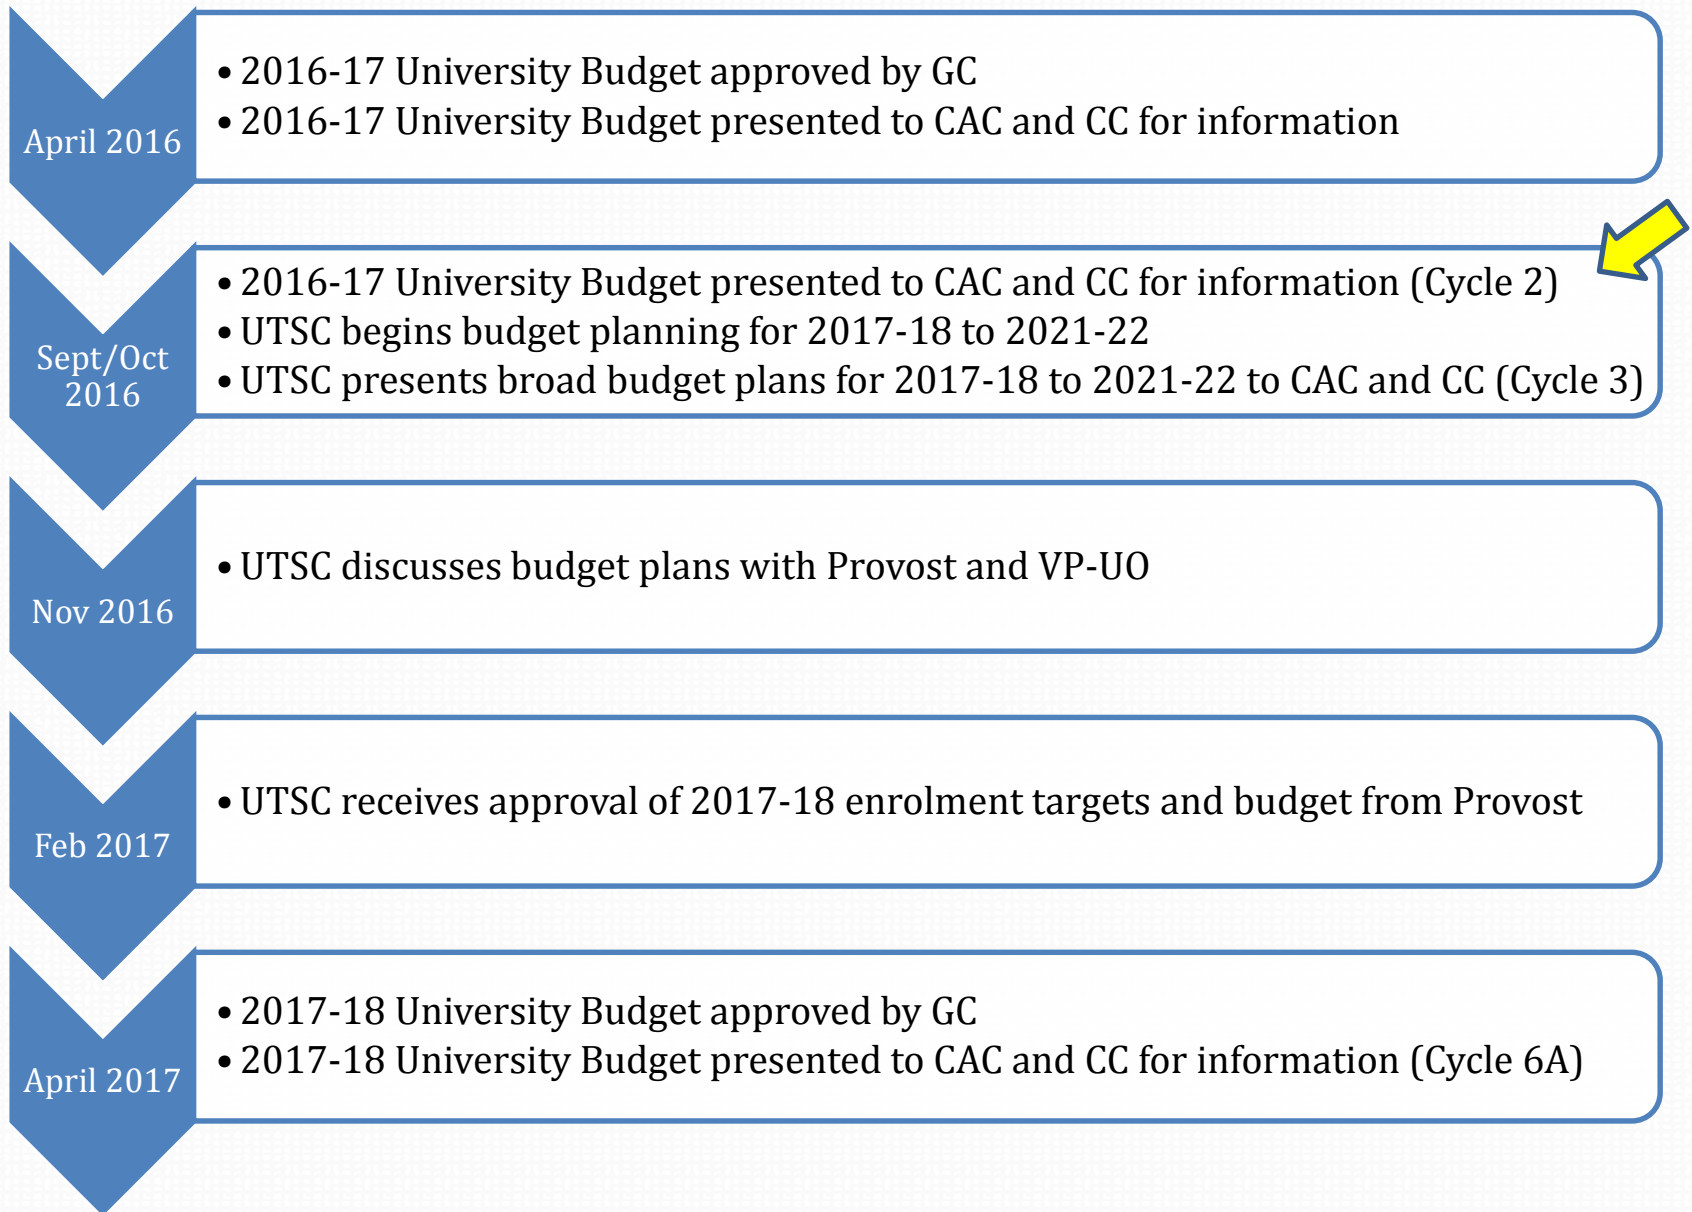 • 2016-17 University Budget approved by GC
• 2016-17 University Budget presented to CAC and CC for information
April 2016
• 2016-17 University Budget presented to CAC and CC for information (Cycle 2)
• UTSC begins budget planning for 2017-18 to 2021-22
• UTSC presents broad budget plans for 2017-18 to 2021-22 to CAC and CC (Cycle 3)
Sept/Oct
2016
• UTSC discusses budget plans with Provost and VP-UO
Nov 2016
• UTSC receives approval of 2017-18 enrolment targets and budget from Provost
Feb 2017
• 2017-18 University Budget approved by GC
• 2017-18 University Budget presented to CAC and CC for information (Cycle 6A)
April 2017